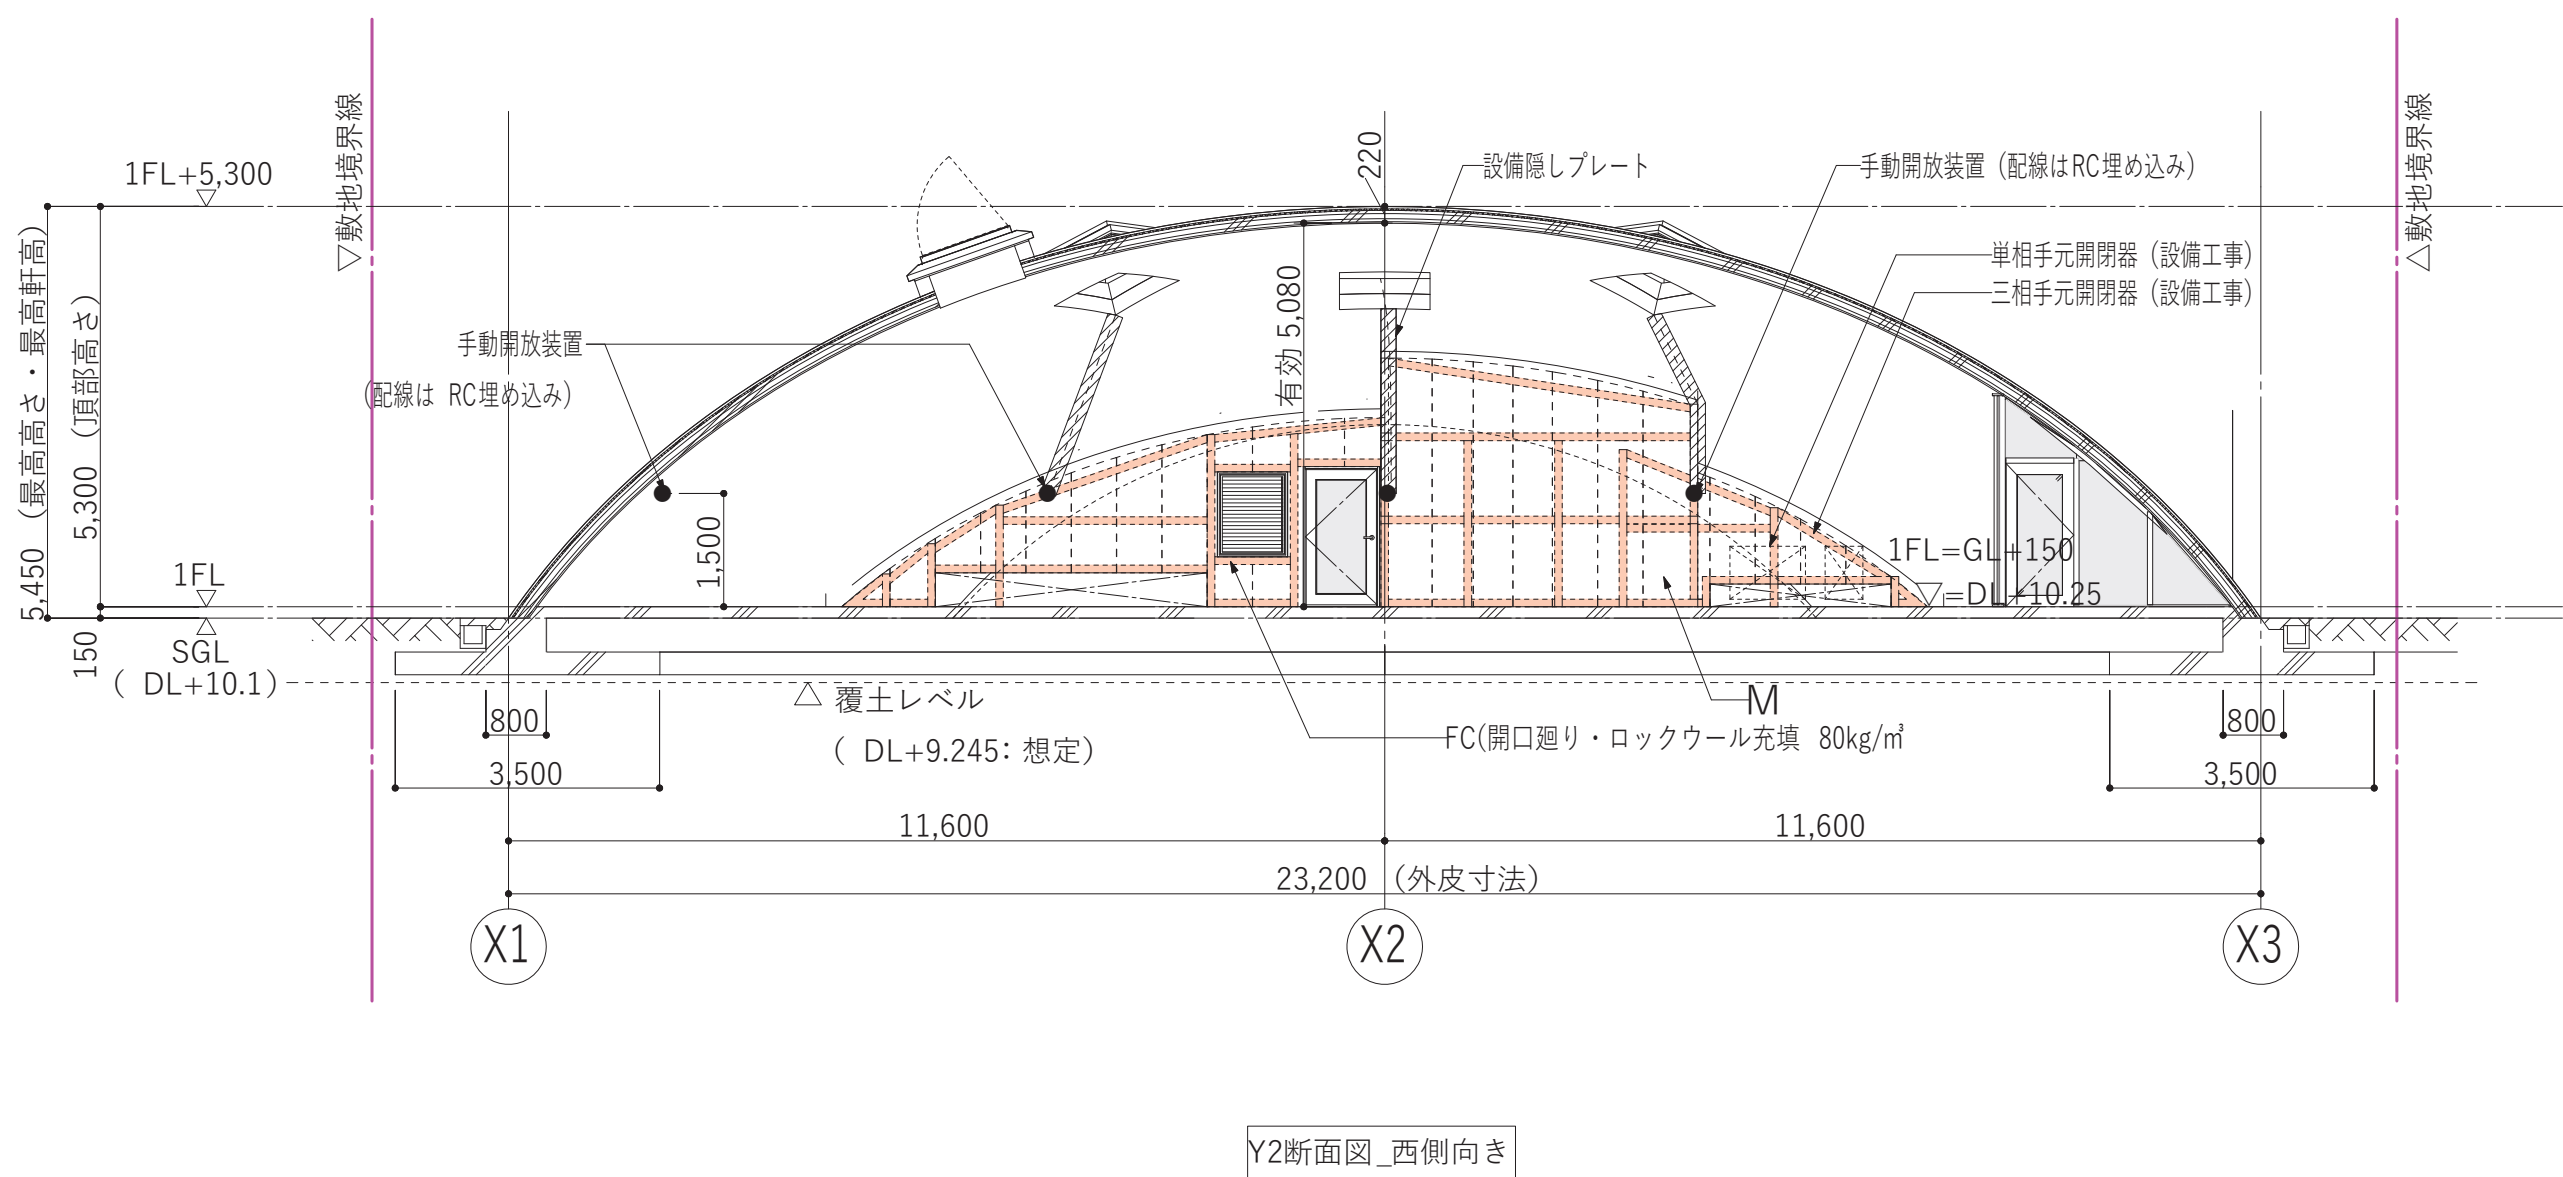 ▽敷地境界線
△敷地境界線
1FL+5,300
220
設備隠しプレート
手動開放装置（配線はRC埋め込み）
単相手元開閉器（設備工事）
三相手元開閉器（設備工事）
5,450（最高高さ・最高軒高）
5,300（頂部高さ）
有効 5,080
手動開放装置
（配線は RC埋め込み）
1,500
1FL
1FL=GL+150
=DL+10.25
150
SGL
( DL+10.1)
△ 覆土レベル
( DL+9.245: 想定)
M
FC(開口廻り・ロックウール充填 80kg/㎥
800
800
3,500
3,500
11,600
11,600
23,200 （外皮寸法）
X1
X2
X3
Y2断面図_西側向き